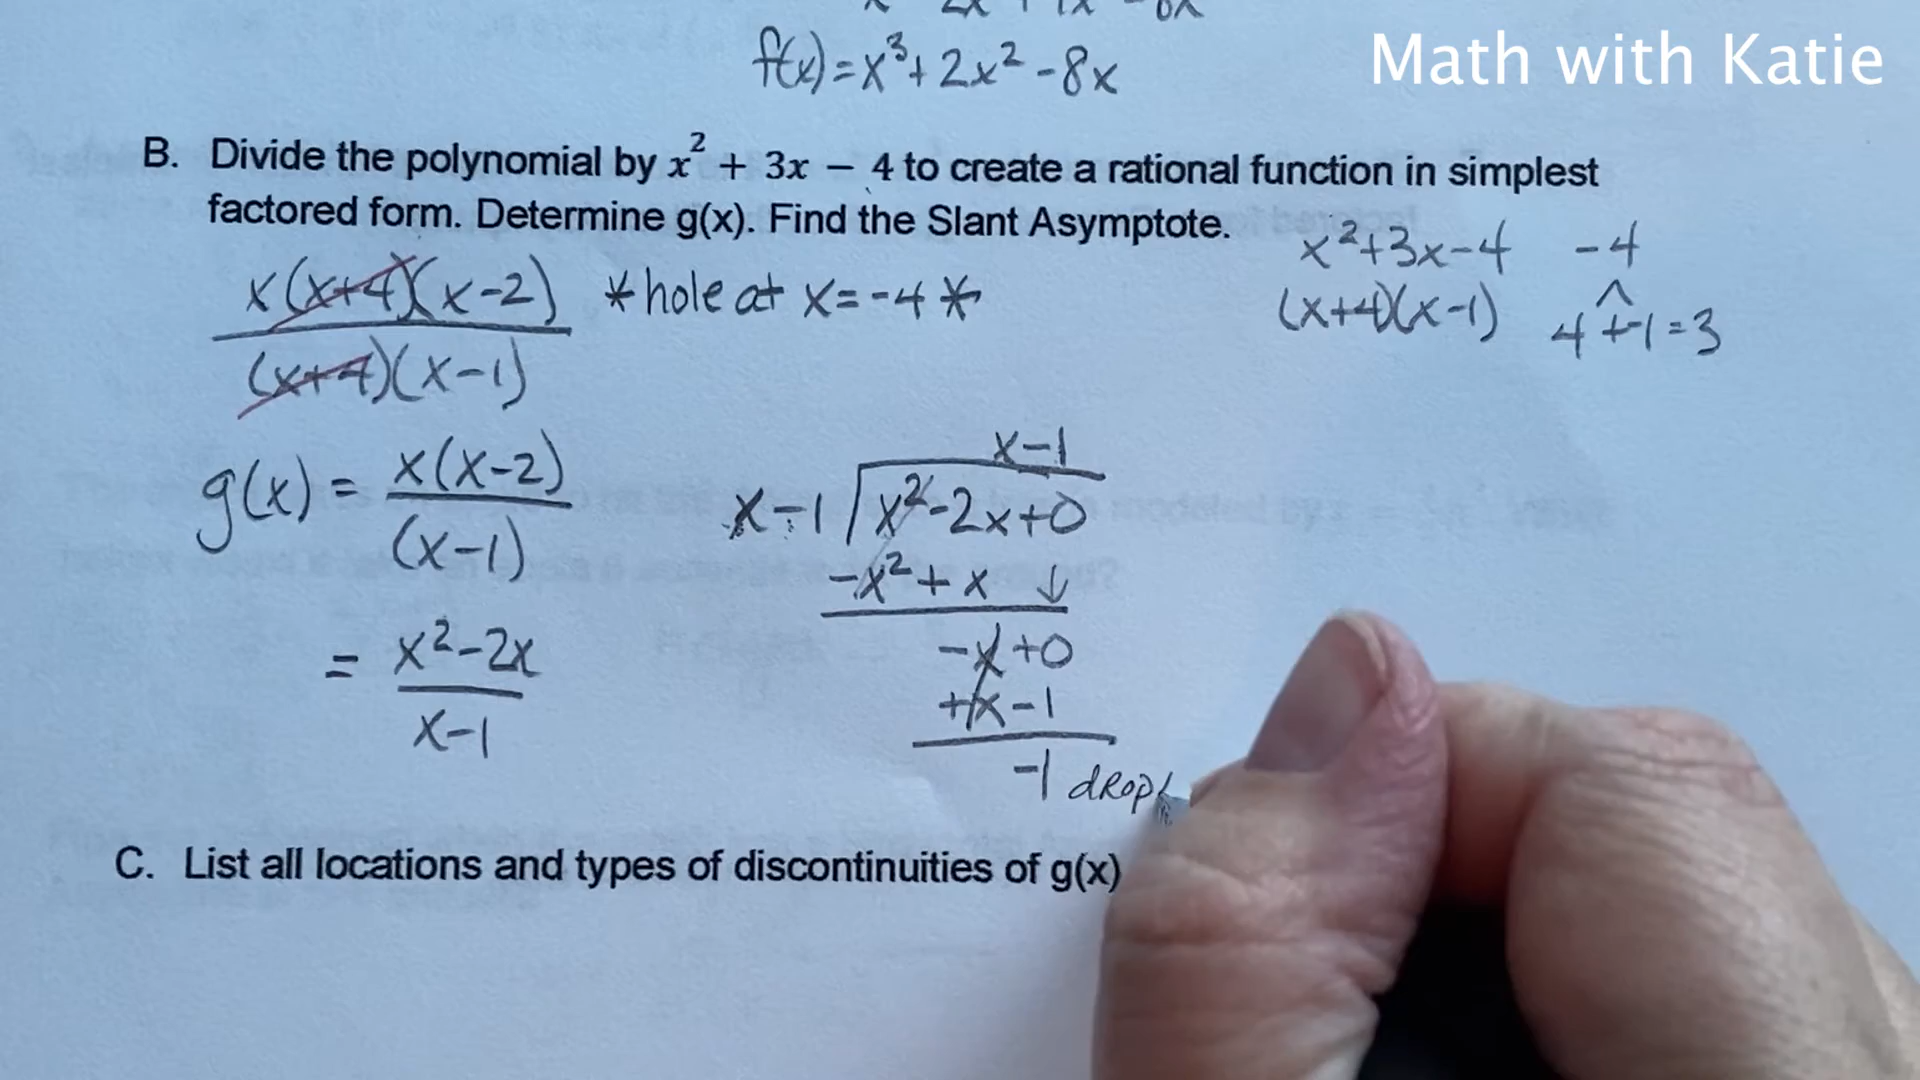 Math with Katie
f(x)=x³+2x²-8x
B. Divide the polynomial by x² + 3x − 4 to create a rational function in simplest
factored form. Determine g(x). Find the Slant Asymptote.
x²+3x-4 -4
(x+4)(x-1) 4+-1=3
x(x+4)(x-2) *hole at x=-4*
(x+4)(x-1)
g(x) = x(x-2)
(x-1)
= x²-2x
x-1
x-1
x-1 x²-2x+0
-x²+x ↓
-x+0
+x-1
-1 drop
C. List all locations and types of discontinuities of g(x)